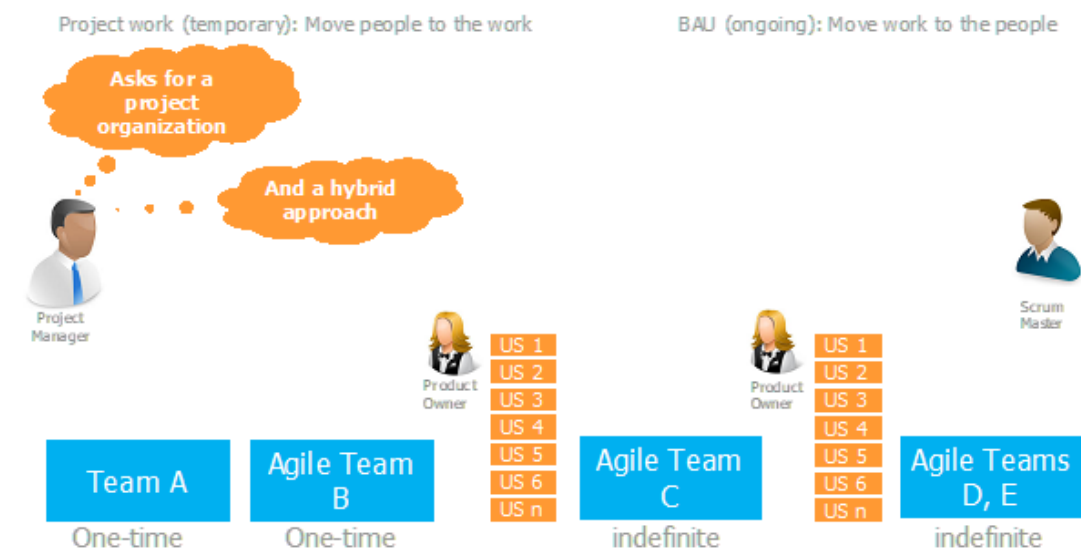 Project work (temporary): Move people to the work
BAU (ongoing): Move work to the people
Asks for a
project
organization
And a hybrid
approach
Project
Manager
Scrum
Master
Product
Owner
US 1
US 2
US 3
US 4
US 5
US 6
US n
Product
Owner
US 1
US 2
US 3
US 4
US 5
US 6
US n
Team A
Agile Team
B
Agile Team
C
Agile Teams
D, E
One-time
One-time
indefinite
indefinite